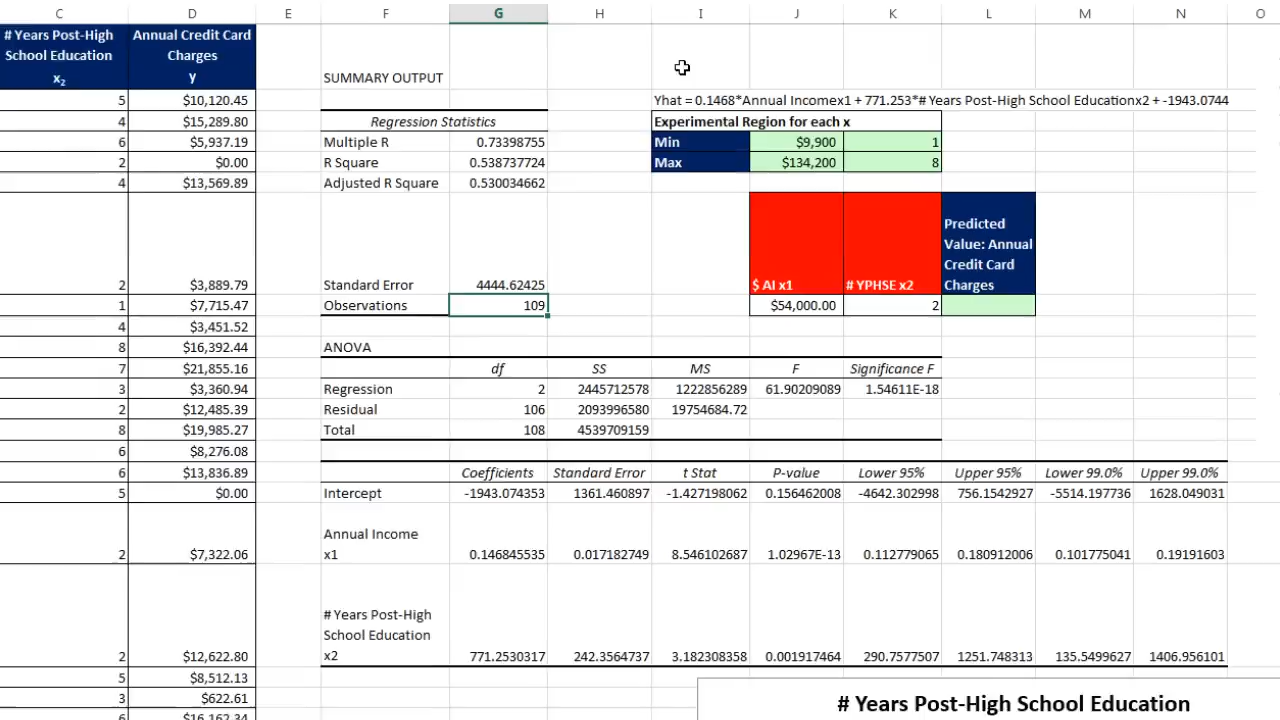 C D E F G H I J K L M N O
# Years Post-High Annual Credit Card
School Education Charges
x₂ y SUMMARY OUTPUT
5 $10,120.45 Yhat = 0.1468*Annual Incomex1 + 771.253*# Years Post-High School Educationx2 + -1943.0744
4 $15,289.80 Regression Statistics Experimental Region for each x
6 $5,937.19 Multiple R 0.73398755 Min $9,900 1
2 $0.00 R Square 0.538737724 Max $134,200 8
4 $13,569.89 Adjusted R Square 0.530034662
Predicted
Value: Annual
Credit Card
2 $3,889.79 Standard Error 4444.62425 $ AI x1 # YPHSE x2 Charges
1 $7,715.47 Observations 109 $54,000.00 2
4 $3,451.52
8 $16,392.44 ANOVA
7 $21,855.16 df SS MS F Significance F
3 $3,360.94 Regression 2 2445712578 1222856289 61.90209089 1.54611E-18
2 $12,485.39 Residual 106 2093996580 19754684.72
8 $19,985.27 Total 108 4539709159
6 $8,276.08
6 $13,836.89 Coefficients Standard Error t Stat P-value Lower 95% Upper 95% Lower 99.0% Upper 99.0%
5 $0.00 Intercept -1943.074353 1361.460897 -1.427198062 0.156462008 -4642.302998 756.1542927 -5514.197736 1628.049031
Annual Income
2 $7,322.06 x1 0.146845535 0.017182749 8.546102687 1.02967E-13 0.112779065 0.180912006 0.101775041 0.19191603
# Years Post-High
School Education
2 $12,622.80 x2 771.2530317 242.3564737 3.182308358 0.001917464 290.7577507 1251.748313 135.5499627 1406.956101
5 $8,512.13
3 $622.61 # Years Post-High School Education
6 $16,162.34